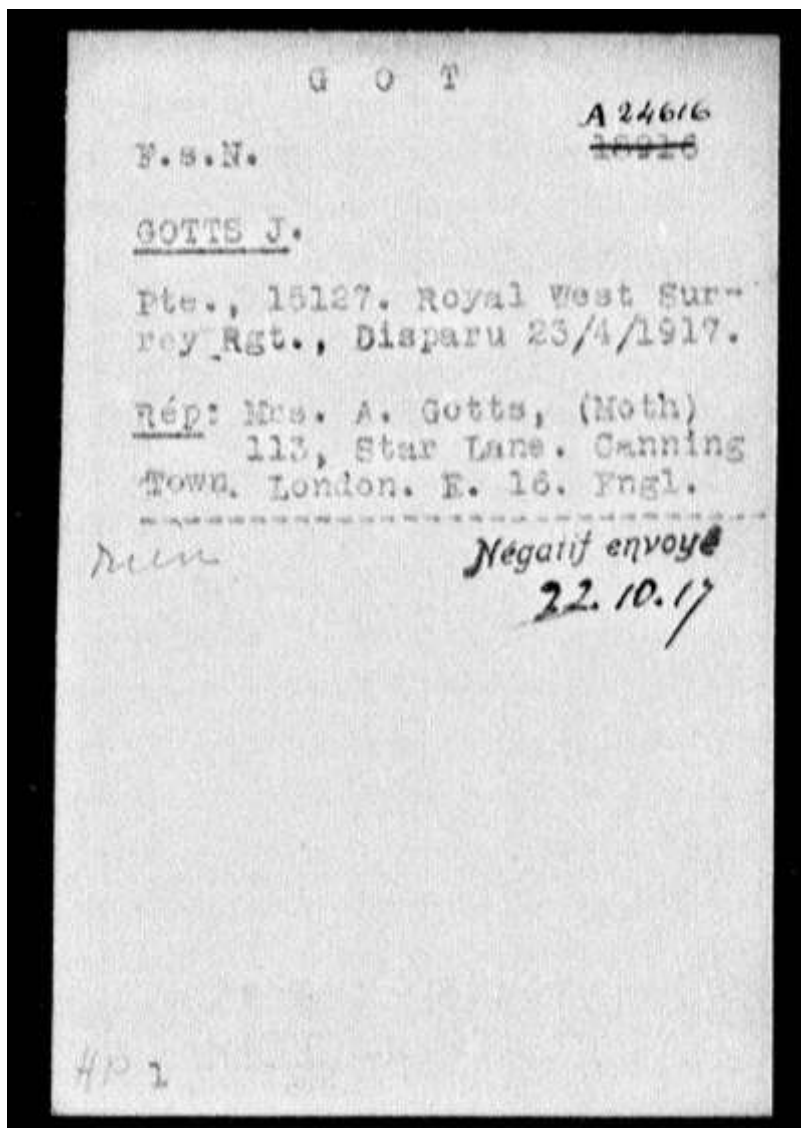 G O T
A 24616
F.s.N.
GOTTS J.
Pte., 15127. Royal West Sur-
rey Rgt., Disparu 23/4/1917.
Rép: Mrs. A. Gotts, (Moth)
113, Star Lane. Canning
Town. London. E. 16. Engl.
Négatif envoyé
22.10.17
HP 1